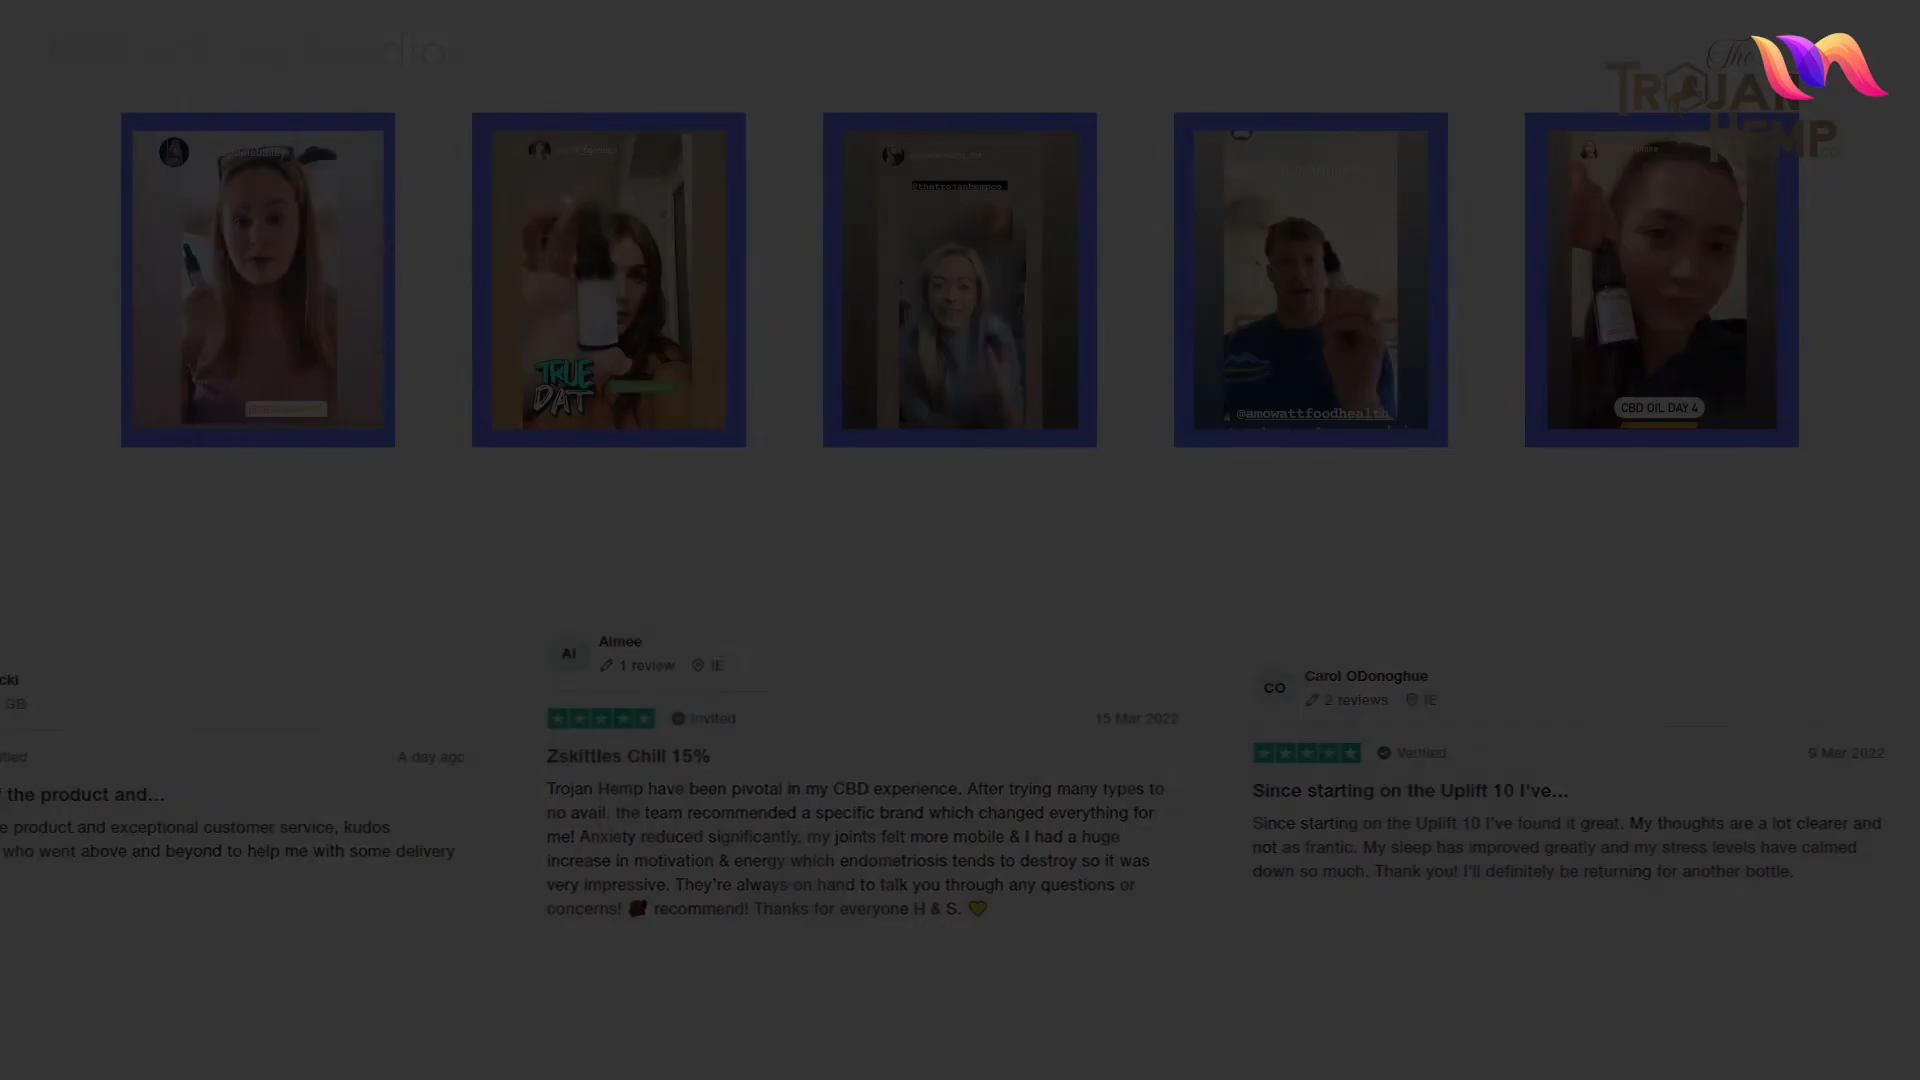 The
TROJAN
HEMP
@thetrojanhempco
TRUE
DAT
@amowattfoodhealth
CBD OIL DAY 4
cki
GB
A day ago
the product and...
e product and exceptional customer service, kudos
who went above and beyond to help me with some delivery
AI
Aimee
1 review
IE
Invited
15 Mar 2022
Zskittles Chill 15%
Trojan Hemp have been pivotal in my CBD experience. After trying many types to
no avail, the team recommended a specific brand which changed everything for
me! Anxiety reduced significantly, my joints felt more mobile & I had a huge
increase in motivation & energy which endometriosis tends to destroy so it was
very impressive. They're always on hand to talk you through any questions or
concerns! recommend! Thanks for everyone H & S.
CO
Carol ODonoghue
2 reviews
IE
Verified
9 Mar 2022
Since starting on the Uplift 10 I've...
Since starting on the Uplift 10 I've found it great. My thoughts are a lot clearer and
not as frantic. My sleep has improved greatly and my stress levels have calmed
down so much. Thank you! I'll definitely be returning for another bottle.